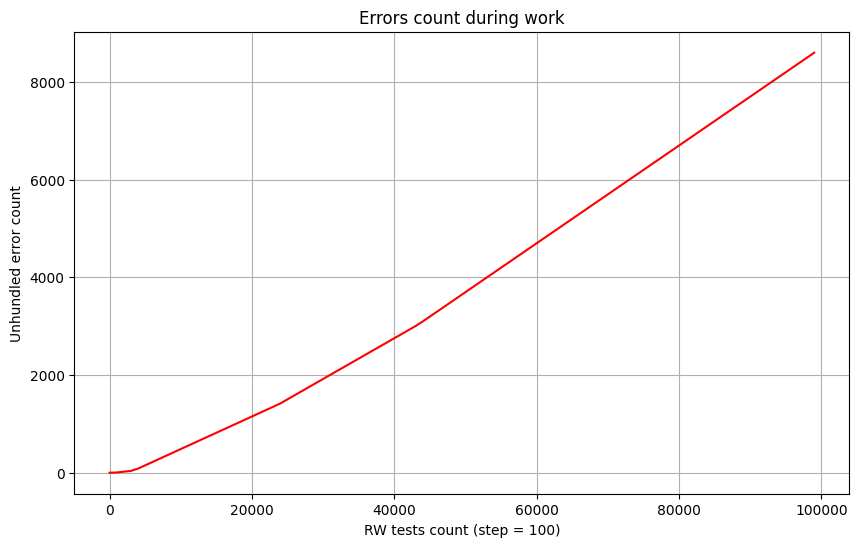 Errors count during work
Unhundled error count
8000
6000
4000
2000
0
0 20000 40000 60000 80000 100000
RW tests count (step = 100)